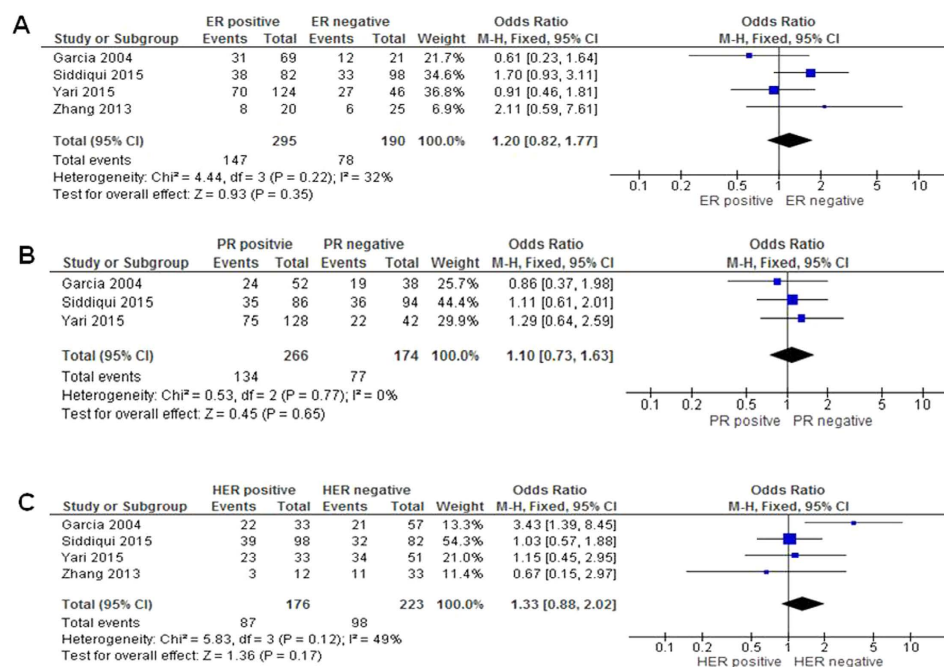 A
ER positive ER negative Odds Ratio Odds Ratio
Study or Subgroup Events Total Events Total Weight M-H, Fixed, 95% CI M-H, Fixed, 95% CI
Garcia 2004 31 69 12 21 21.7% 0.61 [0.23, 1.64]
Siddiqui 2015 38 82 33 98 34.6% 1.70 [0.93, 3.11]
Yari 2015 70 124 27 46 36.8% 0.91 [0.46, 1.81]
Zhang 2013 8 20 6 25 6.9% 2.11 [0.59, 7.61]
Total (95% CI) 295 190 100.0% 1.20 [0.82, 1.77]
Total events 147 78
Heterogeneity: Chi² = 4.44, df = 3 (P = 0.22); I² = 32%
Test for overall effect: Z = 0.93 (P = 0.35)
0.1 0.2 0.5 1 2 5 10
ER positive ER negative
B
PR positvie PR negative Odds Ratio Odds Ratio
Study or Subgroup Events Total Events Total Weight M-H, Fixed, 95% CI M-H, Fixed, 95% CI
Garcia 2004 24 52 19 38 25.7% 0.86 [0.37, 1.98]
Siddiqui 2015 35 86 36 94 44.4% 1.11 [0.61, 2.01]
Yari 2015 75 128 22 42 29.9% 1.29 [0.64, 2.59]
Total (95% CI) 266 174 100.0% 1.10 [0.73, 1.63]
Total events 134 77
Heterogeneity: Chi² = 0.53, df = 2 (P = 0.77); I² = 0%
Test for overall effect: Z = 0.45 (P = 0.65)
0.1 0.2 0.5 1 2 5 10
PR positive PR negative
C
HER positive HER negative Odds Ratio Odds Ratio
Study or Subgroup Events Total Events Total Weight M-H, Fixed, 95% CI M-H, Fixed, 95% CI
Garcia 2004 22 33 21 57 13.3% 3.43 [1.39, 8.45]
Siddiqui 2015 39 98 32 82 54.3% 1.03 [0.57, 1.88]
Yari 2015 23 33 34 51 21.0% 1.15 [0.45, 2.95]
Zhang 2013 3 12 11 33 11.4% 0.67 [0.15, 2.97]
Total (95% CI) 176 223 100.0% 1.33 [0.88, 2.02]
Total events 87 98
Heterogeneity: Chi² = 5.83, df = 3 (P = 0.12); I² = 49%
Test for overall effect: Z = 1.36 (P = 0.17)
0.1 0.2 0.5 1 2 5 10
HER positive HER negative